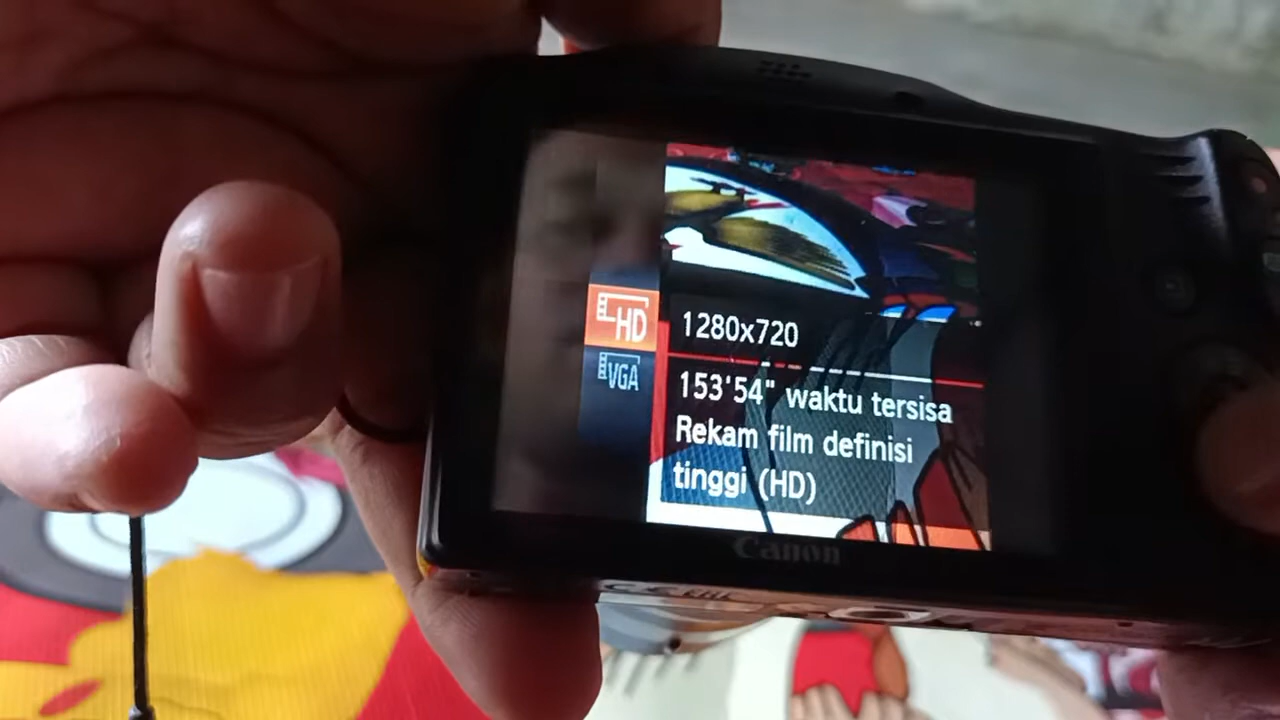 HD
1280x720
VGA
153'54" waktu tersisa
Rekam film definisi
tinggi (HD)
Canon